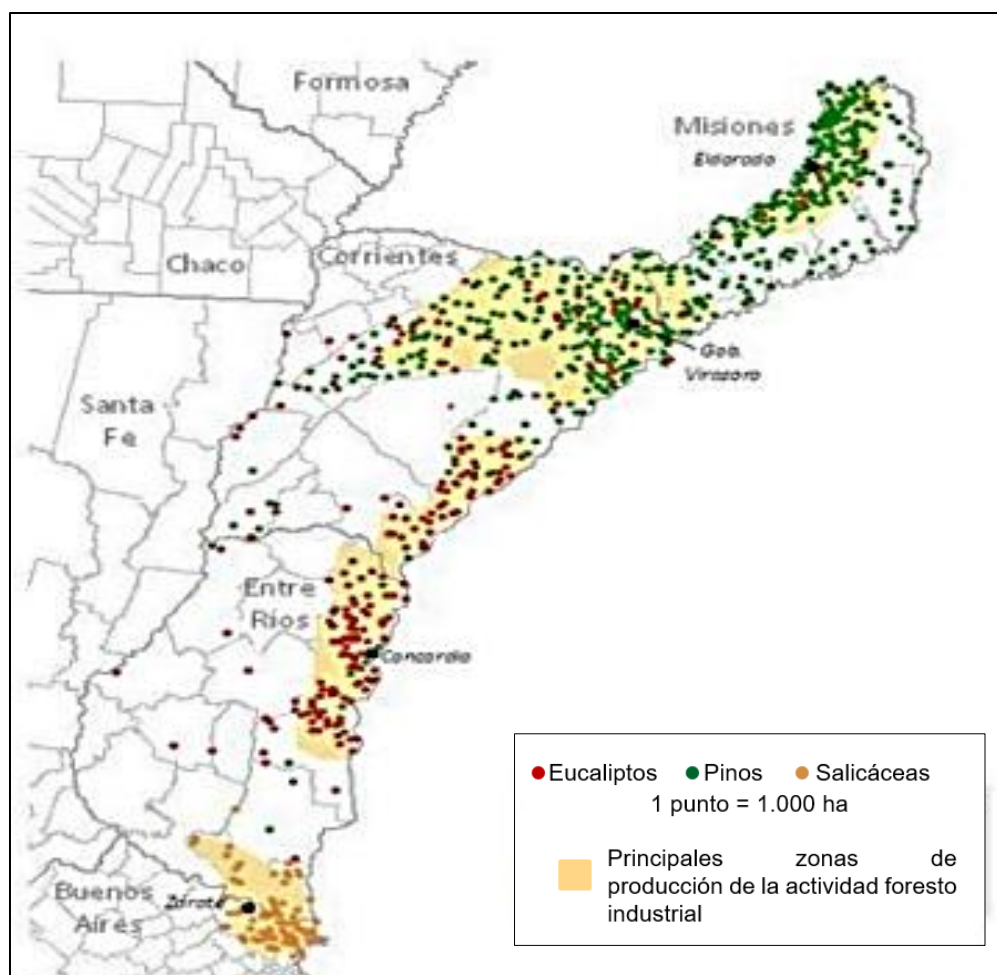 Formosa
Misiones
Eldorado
Corrientes
Chaco
Gob.
Virasoro
Santa
Fe
Entre
Ríos
Concordia
Eucaliptos Pinos Salicáceas
1 punto = 1.000 ha
Principales zonas de
producción de la actividad foresto
industrial
Buenos
Aires
Zárate